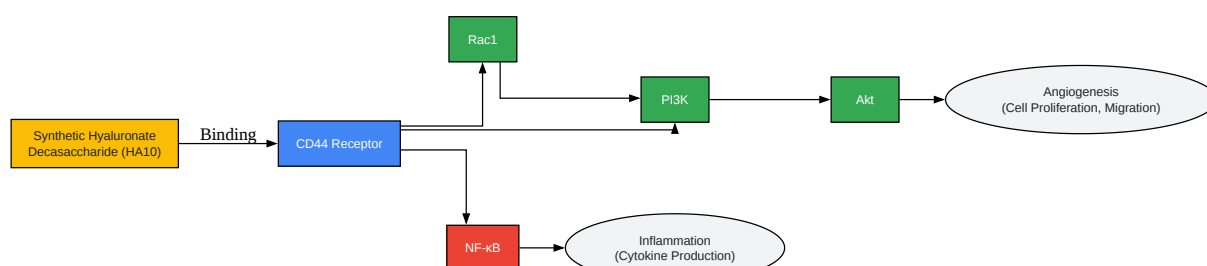 Rac1
PI3K
Akt
Angiogenesis
(Cell Proliferation, Migration)
Synthetic Hyaluronate
Decasaccharide (HA10)
Binding
CD44 Receptor
NF-κB
Inflammation
(Cytokine Production)